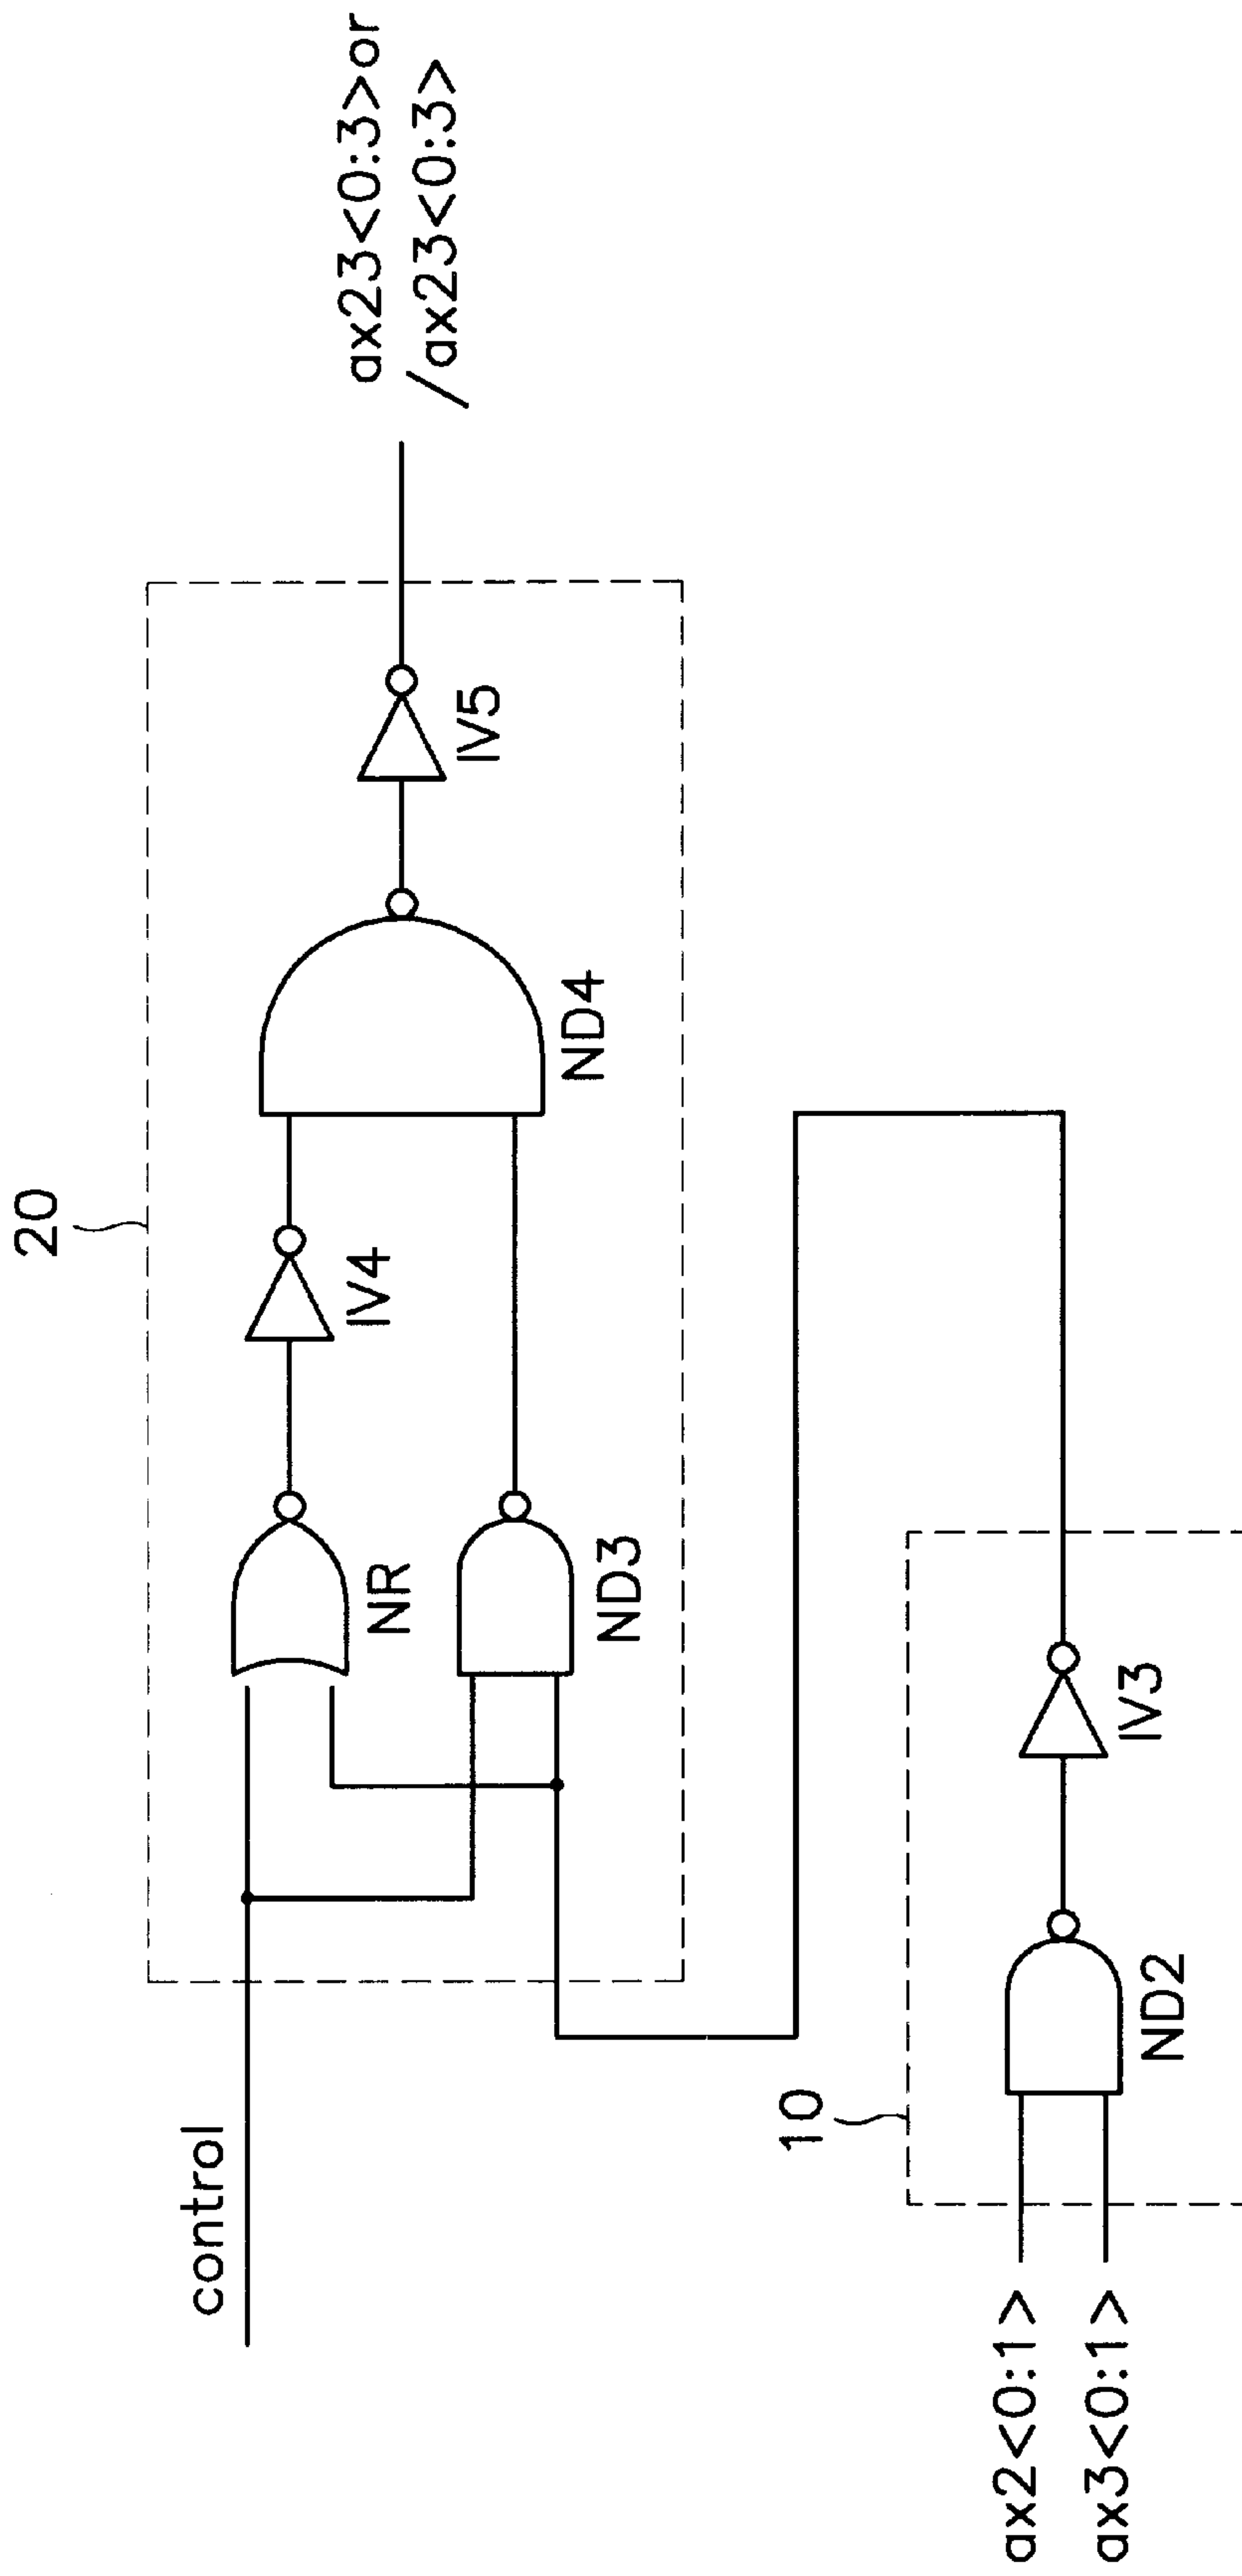 20
control
NR
IV4
ND3
ND4
IV5
ax23<0:3>or
/ax23<0:3>
10
ax2<0:1>
ax3<0:1>
ND2
IV3